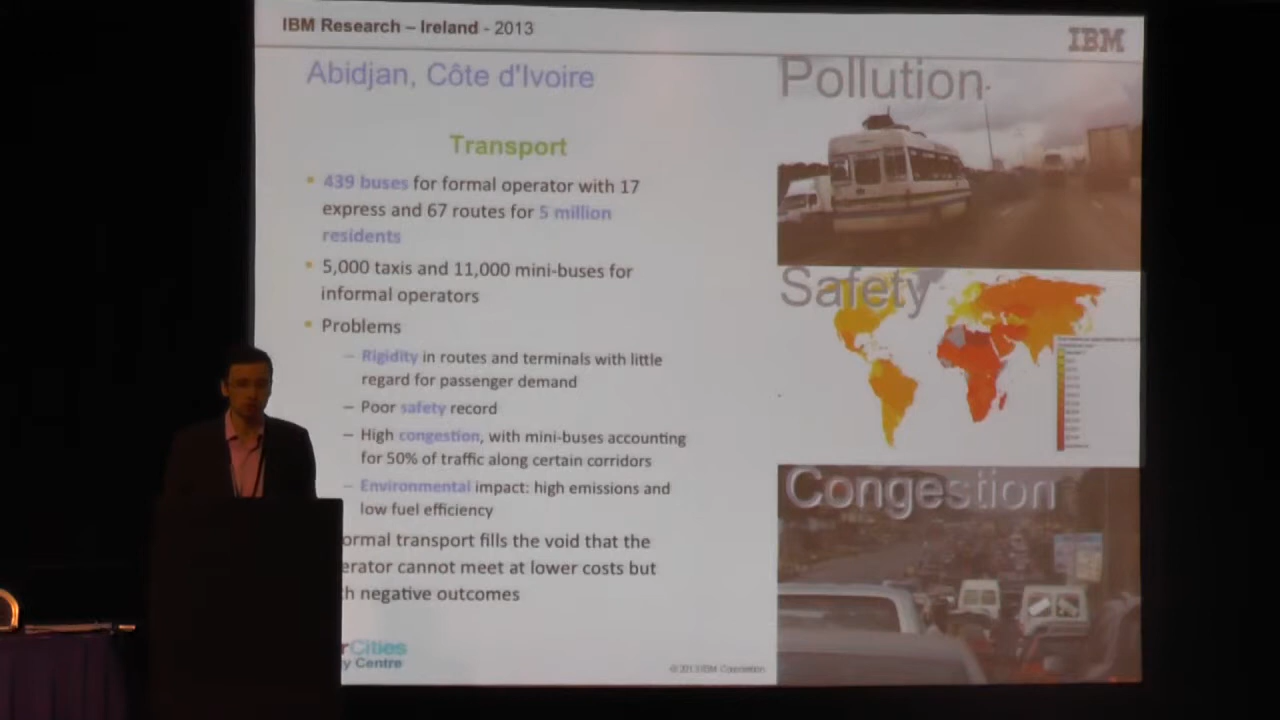 IBM Research – Ireland - 2013
IBM
Abidjan, Côte d'Ivoire
Transport
439 buses for formal operator with 17
express and 67 routes for 5 million
residents
5,000 taxis and 11,000 mini-buses for
informal operators
Problems
– Rigidity in routes and terminals with little
regard for passenger demand
– Poor safety record
– High congestion, with mini-buses accounting
for 50% of traffic along certain corridors
– Environmental impact: high emissions and
low fuel efficiency
ormal transport fills the void that the
erator cannot meet at lower costs but
h negative outcomes
rCities
y Centre
© 2013 IBM Corporation
Pollution
Safety
Congestion